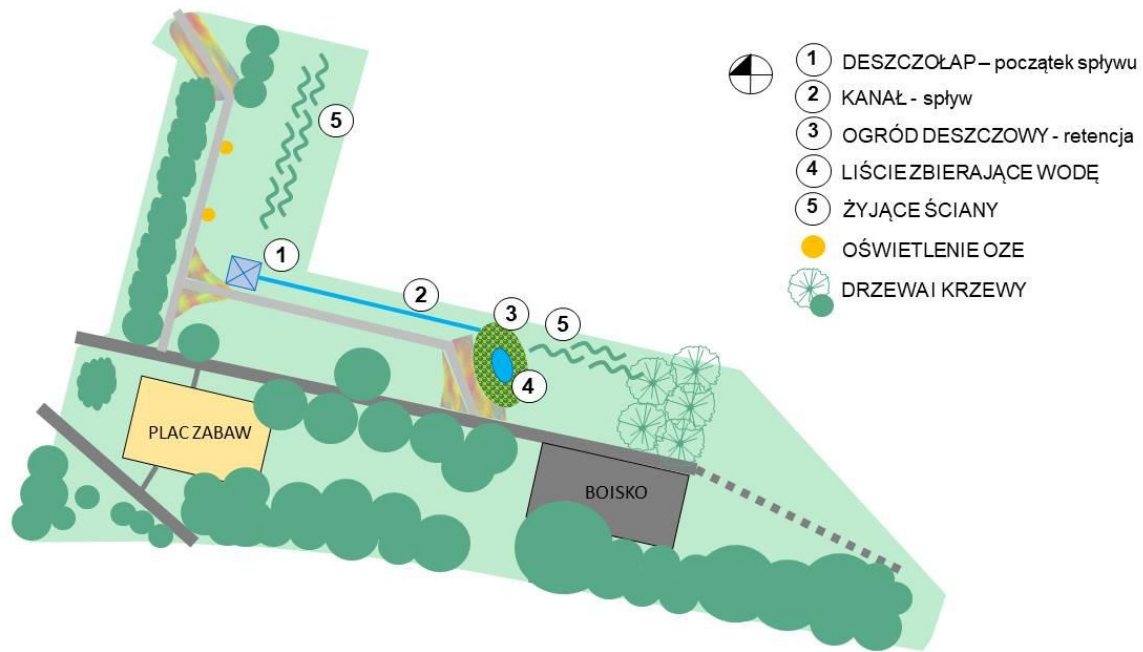 1 DESZCZOŁAP – początek spływu
2 KANAŁ - spływ
3 OGRÓD DESZCZOWY - retencja
4 LIŚCIE ZBIERAJĄCE WODĘ
5 ŻYJĄCE ŚCIANY
OŚWIETLENIE OZE
DRZEWA I KRZEWY
5
1
2
3
5
4
PLAC ZABAW
BOISKO